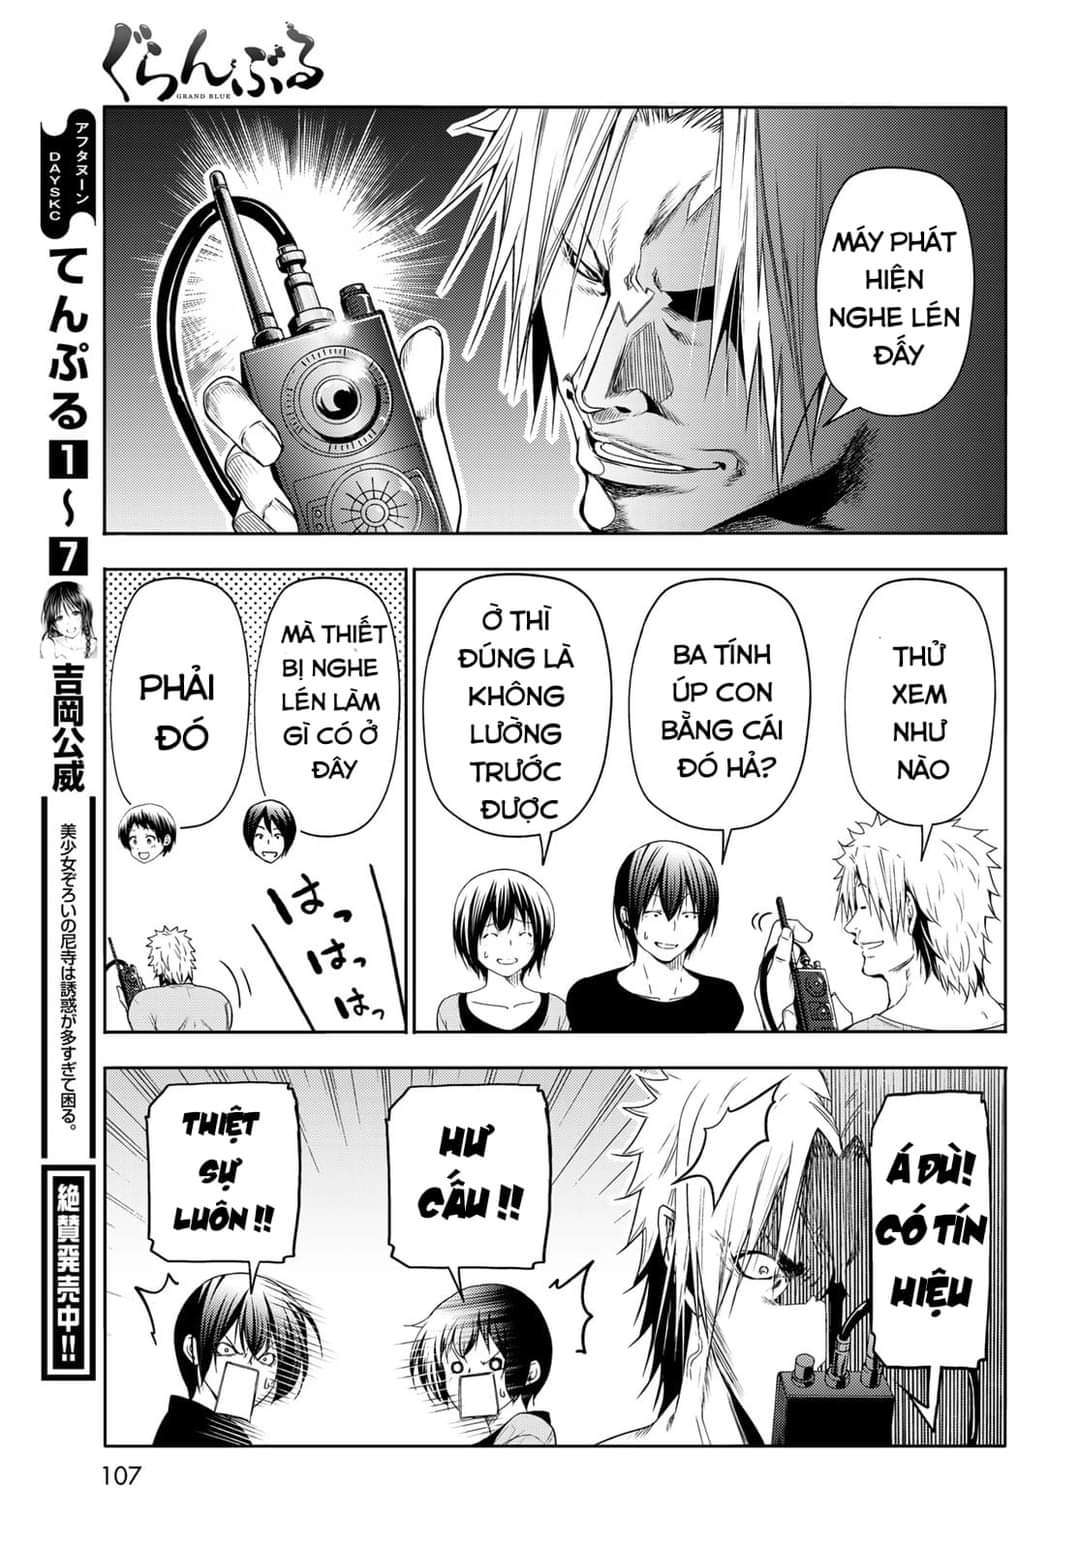 ぐらんぶる
GRAND BLUE
アフタヌーン
DAYSKC
てんぷる 1～7
吉岡公威
美少女ぞろいの尼寺は誘惑が多すぎて困る。
絶賛発売中!!
MÁY PHÁT
HIỆN
NGHE LÉN
ĐẤY
THỬ
XEM
NHƯ
NÀO
BA TÍNH
ÚP CON
BẰNG CÁI
ĐÓ HẢ?
Ờ THÌ
ĐÚNG LÀ
KHÔNG
LƯỜNG
TRƯỚC
ĐƯỢC
MÀ THIẾT
BỊ NGHE
LÉN LÀM
GÌ CÓ Ở
ĐÂY
PHẢI
ĐÓ
はっ
はっ
はっ
Á ĐÙ!
CÓ TÍN
HIỆU
HƯ
CẤU!!
THIỆT
SỰ
LUÔN!!
107